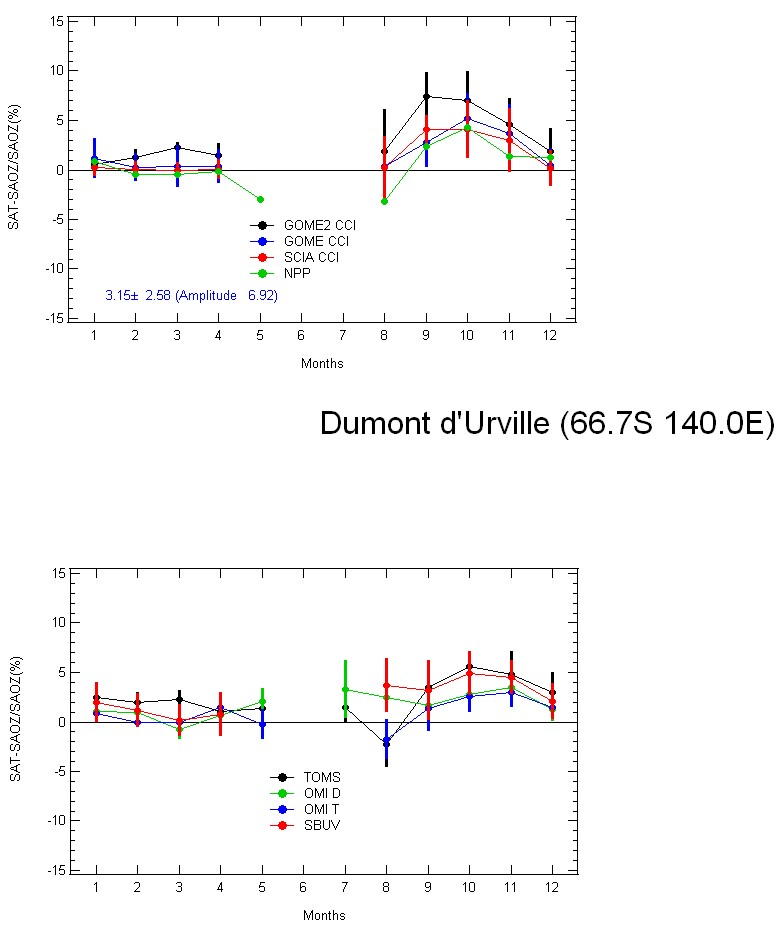 15
10
5
0
-5
-10
-15
SAT-SAOZ/SAOZ(%)
GOME2 CCI
GOME CCI
SCIA CCI
NPP
3.15± 2.58 (Amplitude 6.92)
1 2 3 4 5 6 7 8 9 10 11 12
Months
Dumont d'Urville (66.7S 140.0E)
15
10
5
0
-5
-10
-15
SAT-SAOZ/SAOZ(%)
TOMS
OMI D
OMI T
SBUV
1 2 3 4 5 6 7 8 9 10 11 12
Months